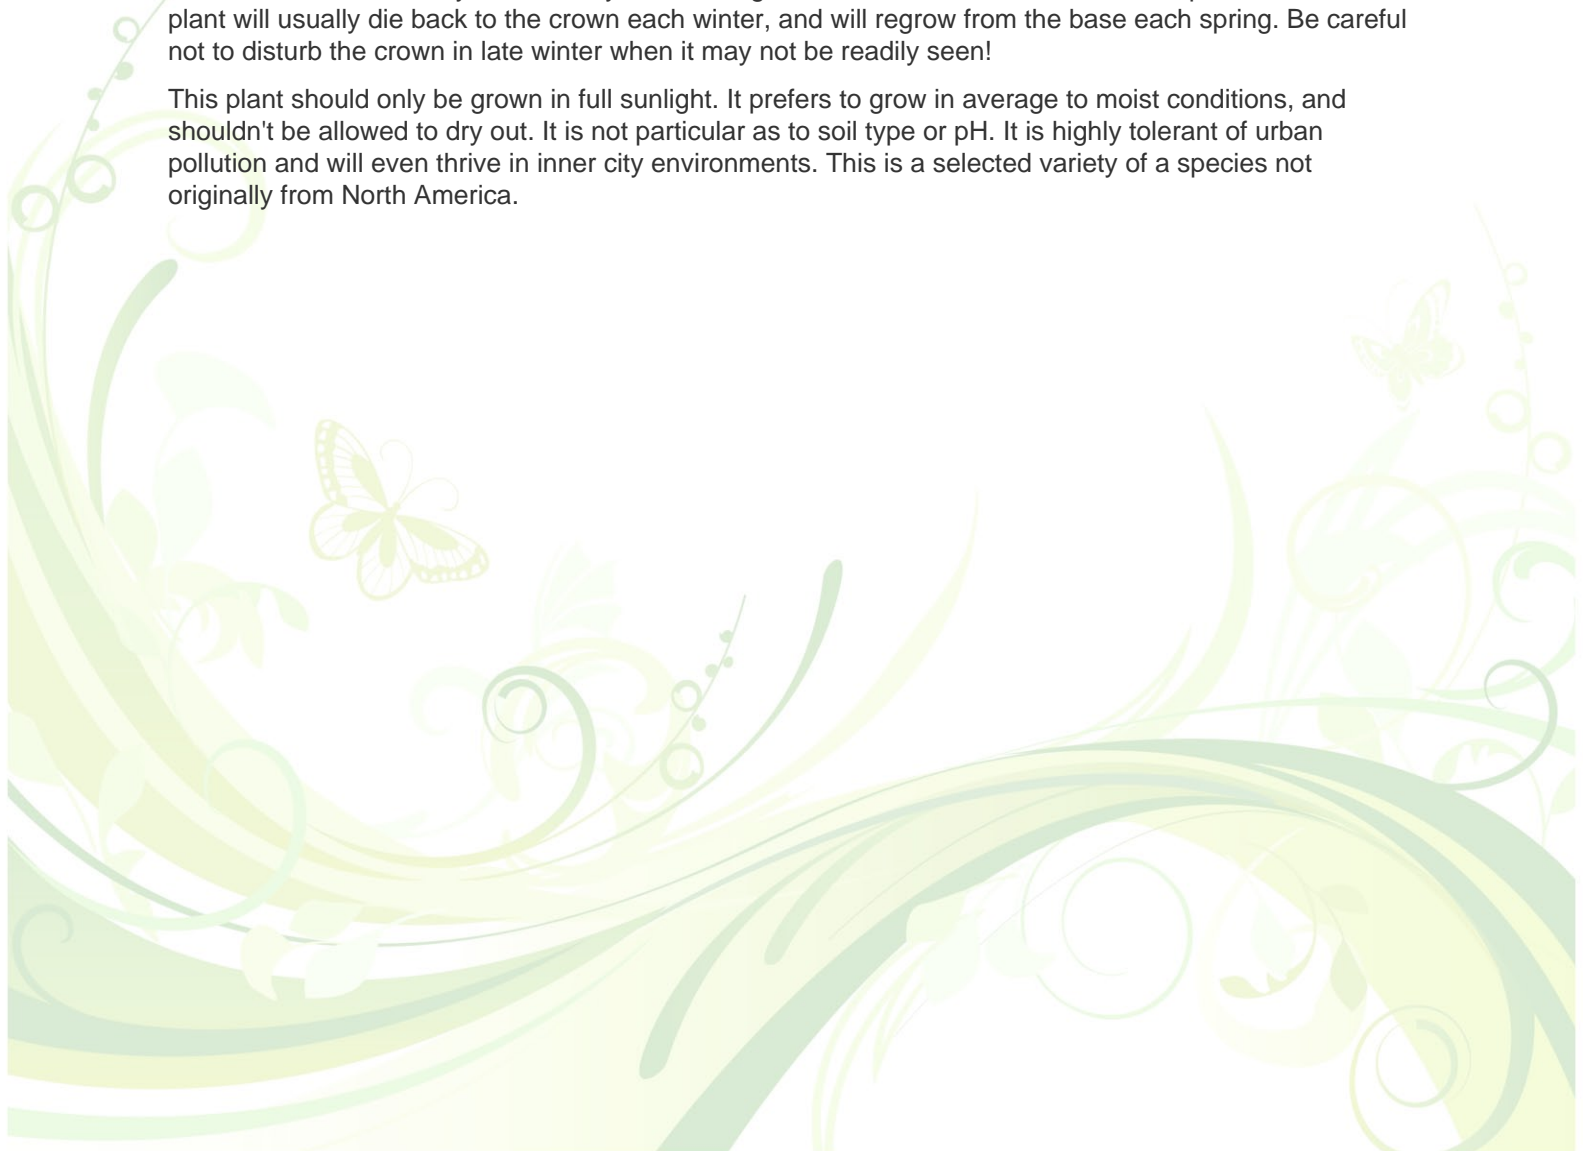 plant will usually die back to the crown each winter, and will regrow from the base each spring. Be careful
not to disturb the crown in late winter when it may not be readily seen!
This plant should only be grown in full sunlight. It prefers to grow in average to moist conditions, and
shouldn't be allowed to dry out. It is not particular as to soil type or pH. It is highly tolerant of urban
pollution and will even thrive in inner city environments. This is a selected variety of a species not
originally from North America.